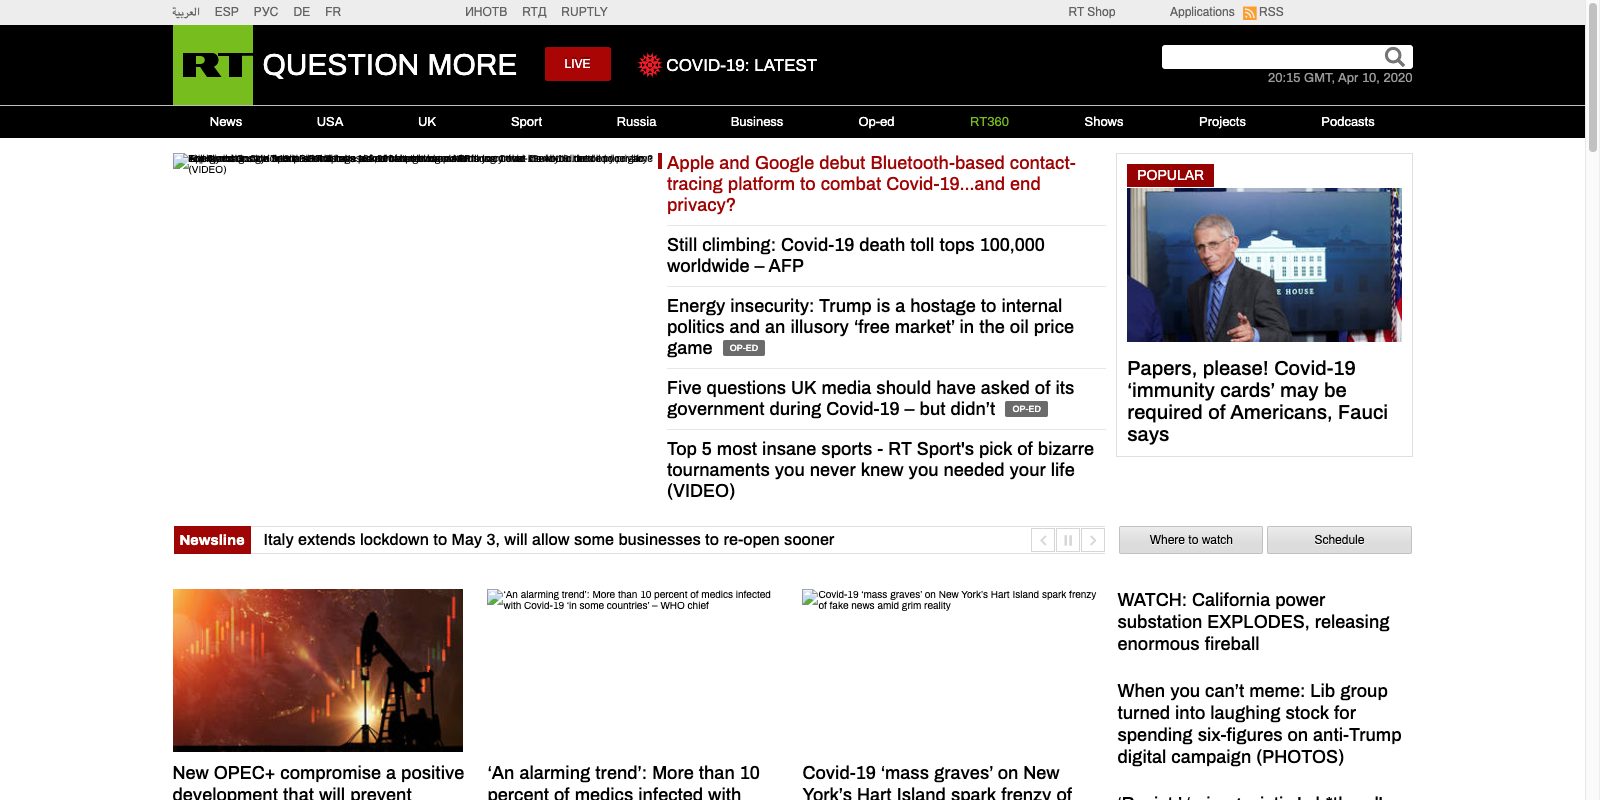 العربية ESP РУС DE FR ИНОТВ RTД RUPTLY RT Shop Applications RSS
RT QUESTION MORE LIVE COVID-19: LATEST
20:15 GMT, Apr 10, 2020
News USA UK Sport Russia Business Op-ed RT360 Shows Projects Podcasts
(VIDEO)
Apple and Google debut Bluetooth-based contact-
tracing platform to combat Covid-19...and end
privacy?
Still climbing: Covid-19 death toll tops 100,000
worldwide – AFP
Energy insecurity: Trump is a hostage to internal
politics and an illusory ‘free market’ in the oil price
game OP-ED
Five questions UK media should have asked of its
government during Covid-19 – but didn’t OP-ED
Top 5 most insane sports - RT Sport's pick of bizarre
tournaments you never knew you needed your life
(VIDEO)
POPULAR
E HOUSE
Papers, please! Covid-19
‘immunity cards’ may be
required of Americans, Fauci
says
Newsline Italy extends lockdown to May 3, will allow some businesses to re-open sooner
Where to watch Schedule
New OPEC+ compromise a positive
development that will prevent
‘An alarming trend’: More than 10 percent of medics infected
with Covid-19 ‘in some countries’ – WHO chief
‘An alarming trend’: More than 10
percent of medics infected with
Covid-19 ‘mass graves’ on New York’s Hart Island spark frenzy
of fake news amid grim reality
Covid-19 ‘mass graves’ on New
York’s Hart Island spark frenzy of
WATCH: California power
substation EXPLODES, releasing
enormous fireball
When you can’t meme: Lib group
turned into laughing stock for
spending six-figures on anti-Trump
digital campaign (PHOTOS)